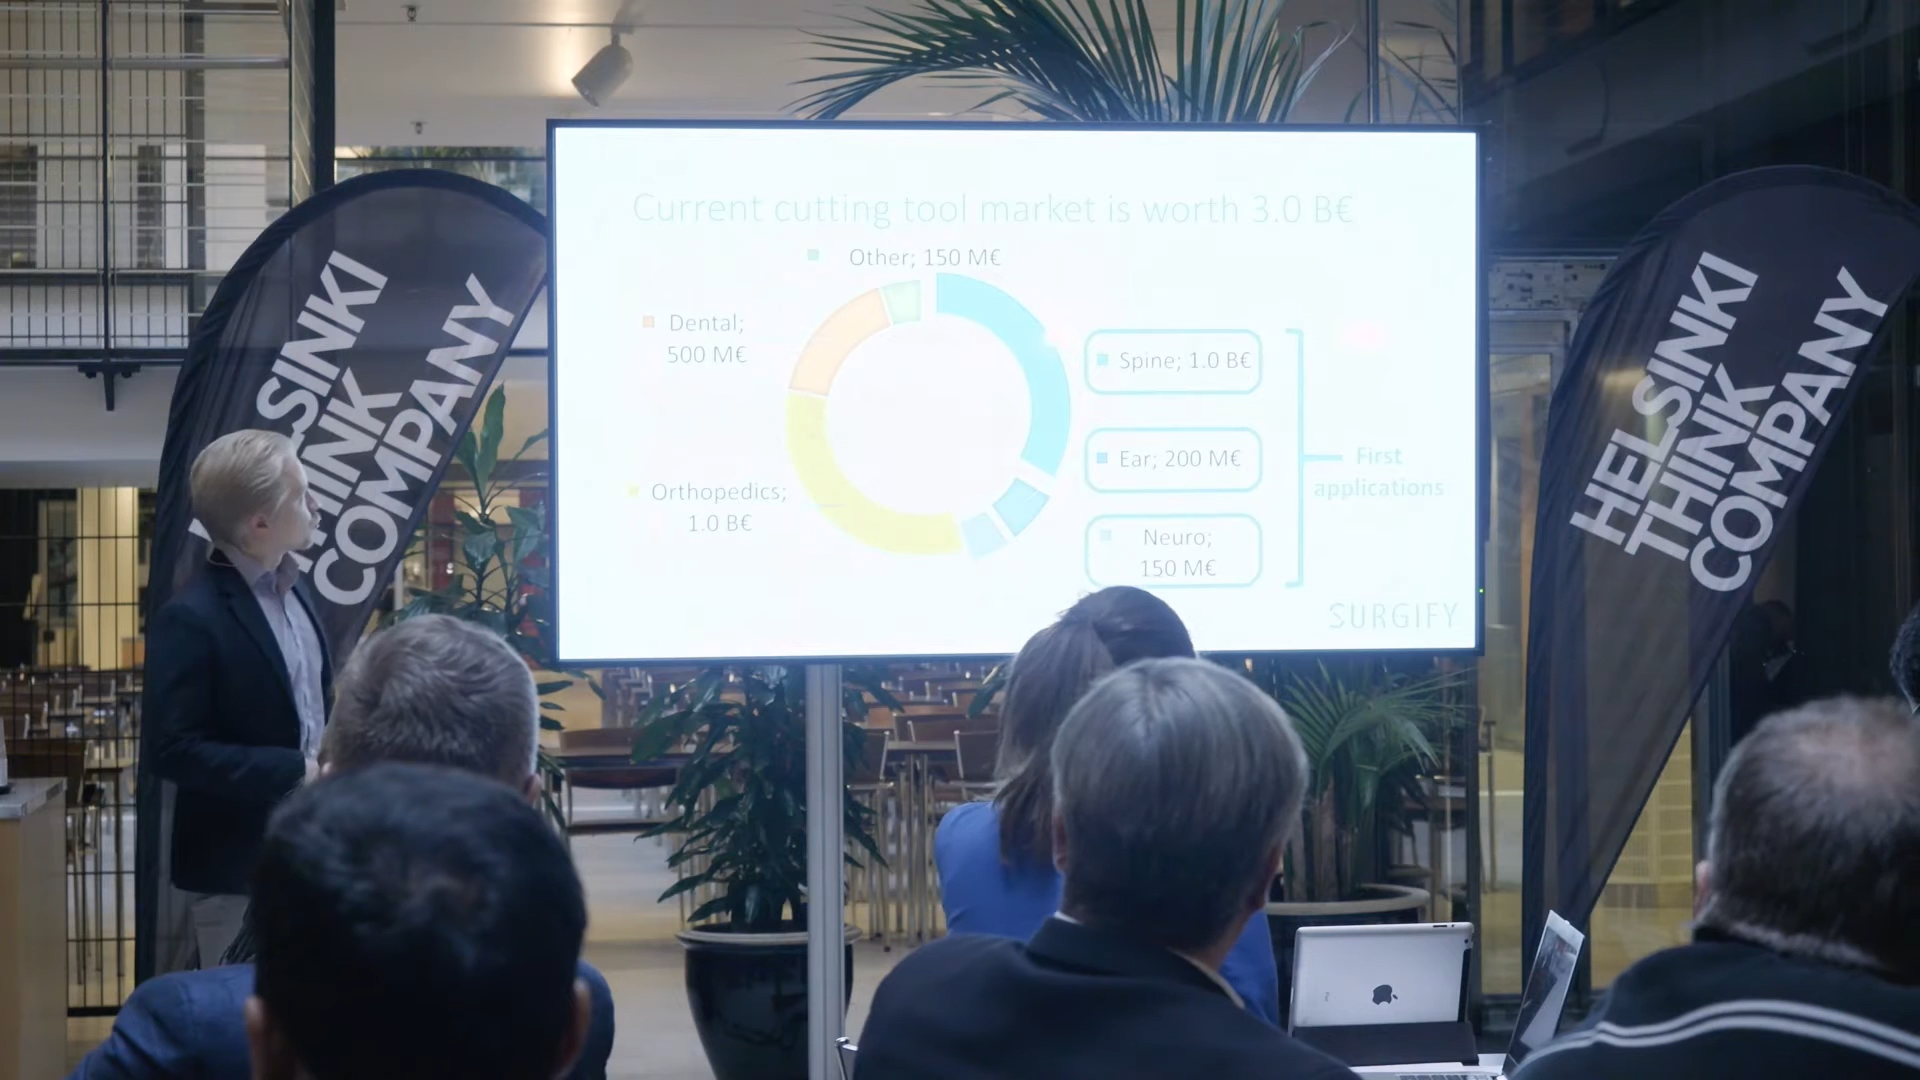 HELSINKI
THINK
COMPANY
Current cutting tool market is worth 3.0 B€
Other; 150 M€
Dental;
500 M€
Spine; 1.0 B€
Ear; 200 M€
First
applications
Orthopedics;
1.0 B€
Neuro;
150 M€
SURGIFY
HELSINKI
THINK
COMPANY